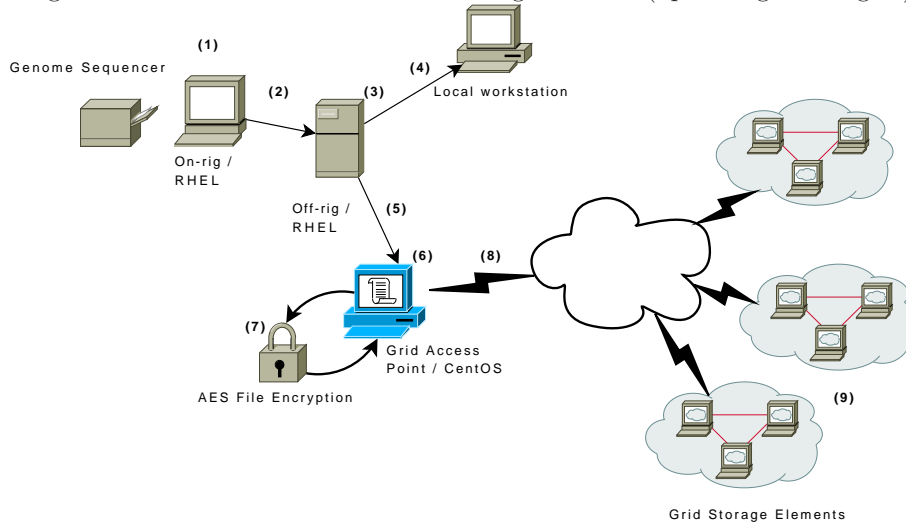 (1)
Genome Sequencer
(2)
(3)
(4)
Local workstation
On-rig /
RHEL
Off-rig /
RHEL
(5)
(6)
(8)
(7)
Grid Access
Point / CentOS
AES File Encryption
(9)
Grid Storage Elements